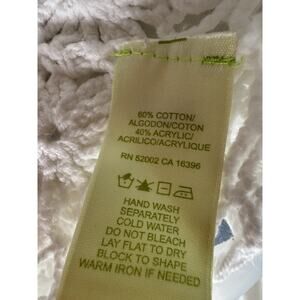 60% COTTON/
ALGODON/COTON
40% ACRYLIC/
ACRILICO/ACRYLIQUE
RN 52002 CA 16396
HAND WASH
SEPARATELY
COLD WATER
DO NOT BLEACH
LAY FLAT TO DRY
BLOCK TO SHAPE
WARM IRON IF NEEDED